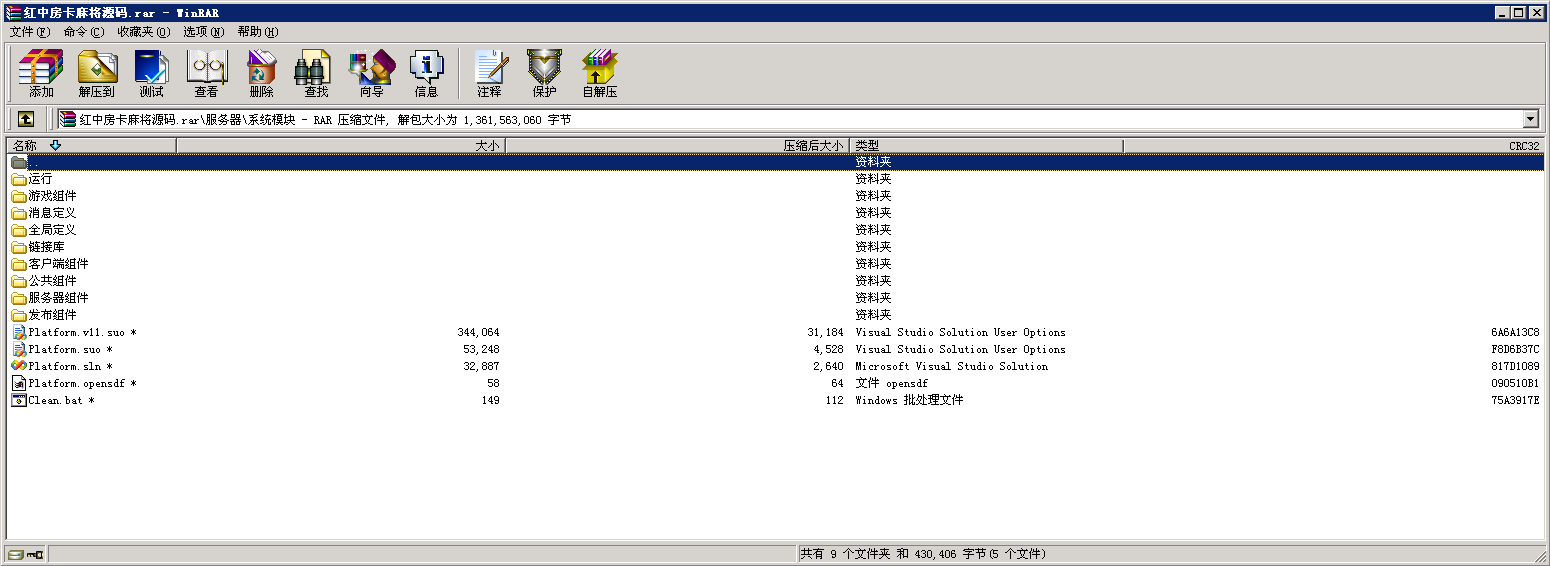 红中房卡麻将源码.rar - WinRAR
文件(F) 命令(C) 收藏夹(O) 选项(N) 帮助(H)
添加 解压到 测试 查看 删除 查找 向导 信息 注释 保护 自解压
红中房卡麻将源码.rar\服务器\系统模块 - RAR 压缩文件, 解包大小为 1,361,563,060 字节
名称 大小 压缩后大小 类型 CRC32
.. 资料夹
运行 资料夹
游戏组件 资料夹
消息定义 资料夹
全局定义 资料夹
链接库 资料夹
客户端组件 资料夹
公共组件 资料夹
服务器组件 资料夹
发布组件 资料夹
Platform.v11.suo * 344,064 31,184 Visual Studio Solution User Options 6A6A13C8
Platform.suo * 53,248 4,528 Visual Studio Solution User Options F8D6B37C
Platform.sln * 32,887 2,640 Microsoft Visual Studio Solution 817D1089
Platform.opensdf * 58 64 文件 opensdf 090510B1
Clean.bat * 149 112 Windows 批处理文件 75A3917E
共有 9 个文件夹 和 430,406 字节(5 个文件)